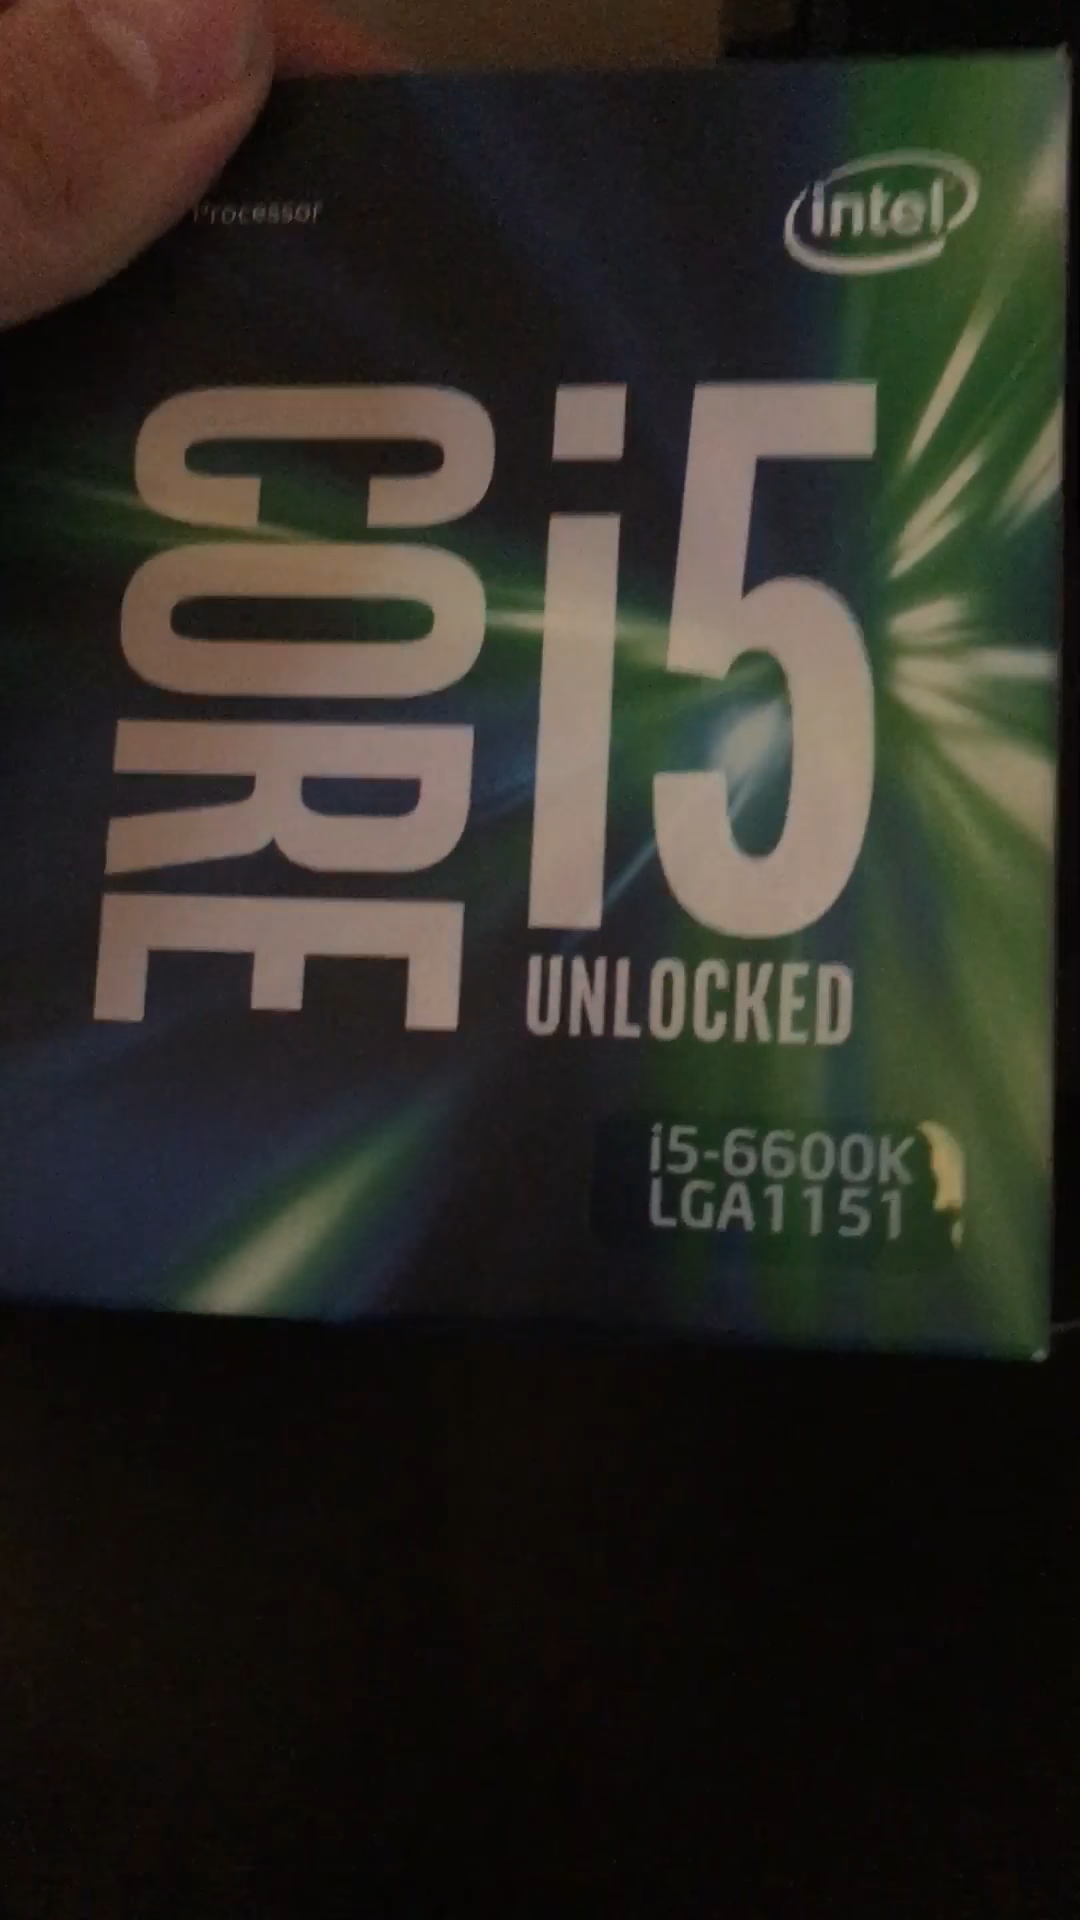 Processor
intel
CORE
i5
UNLOCKED
i5-6600K
LGA1151